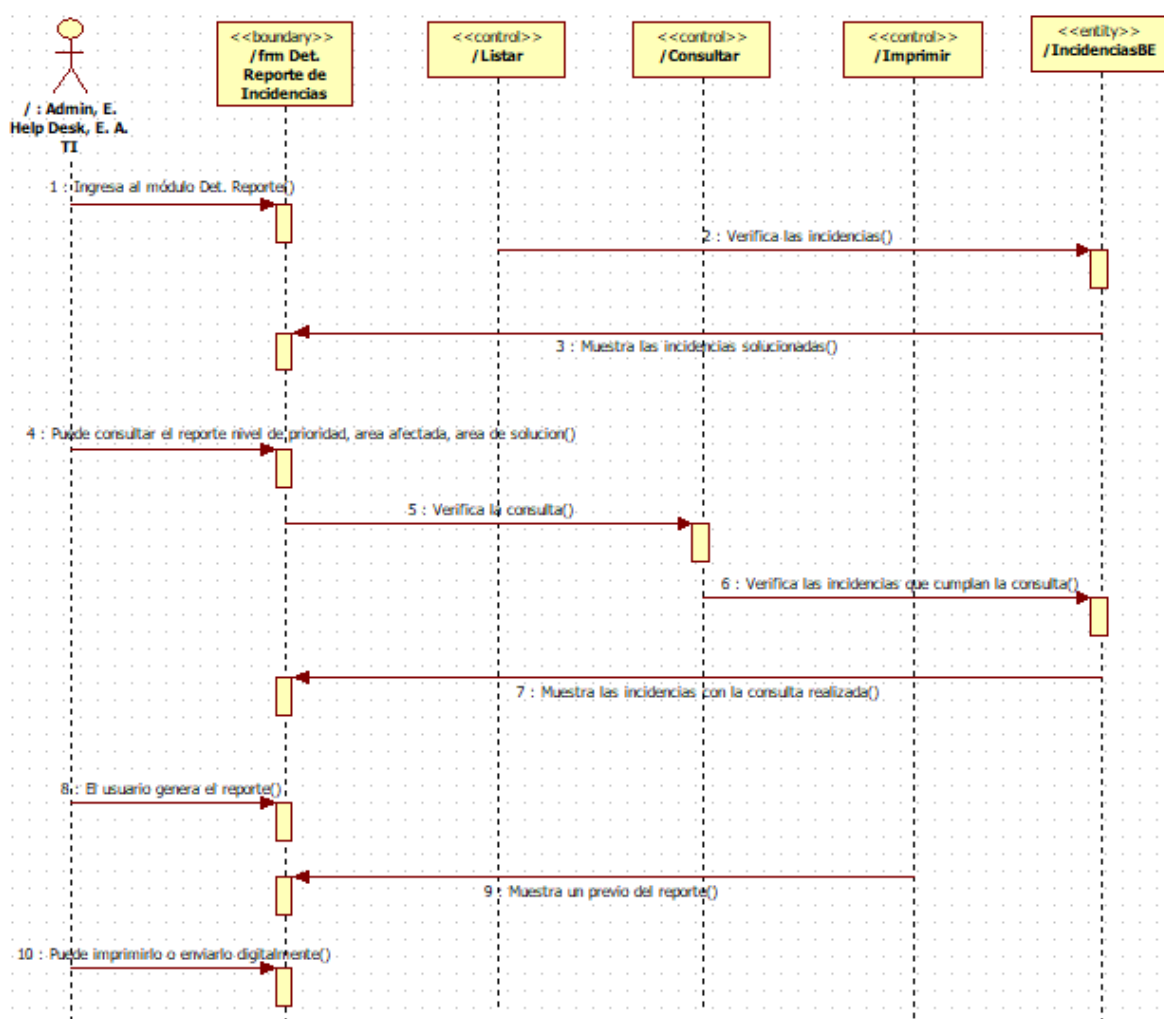 <<boundary>>
/frm Det.
Reporte de
Incidencias
<<control>>
/Listar
<<control>>
/Consultar
<<control>>
/Imprimir
<<entity>>
/IncidenciasBE
/ : Admin, E.
Help Desk, E. A.
TI
1 : Ingresa al módulo Det. Reporte()
2 : Verifica las incidencias()
3 : Muestra las incidencias solucionadas()
4 : Puede consultar el reporte nivel de prioridad, area afectada, area de solucion()
5 : Verifica la consulta()
6 : Verifica las incidencias que cumplan la consulta()
7 : Muestra las incidencias con la consulta realizada()
8 : El usuario genera el reporte()
9 : Muestra un previo del reporte()
10 : Puede imprimirlo o enviarlo digitalmente()